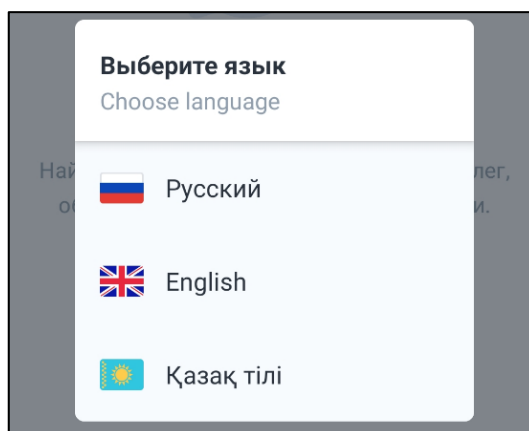 Выберите язык
Choose language
Русский
English
Қазақ тілі